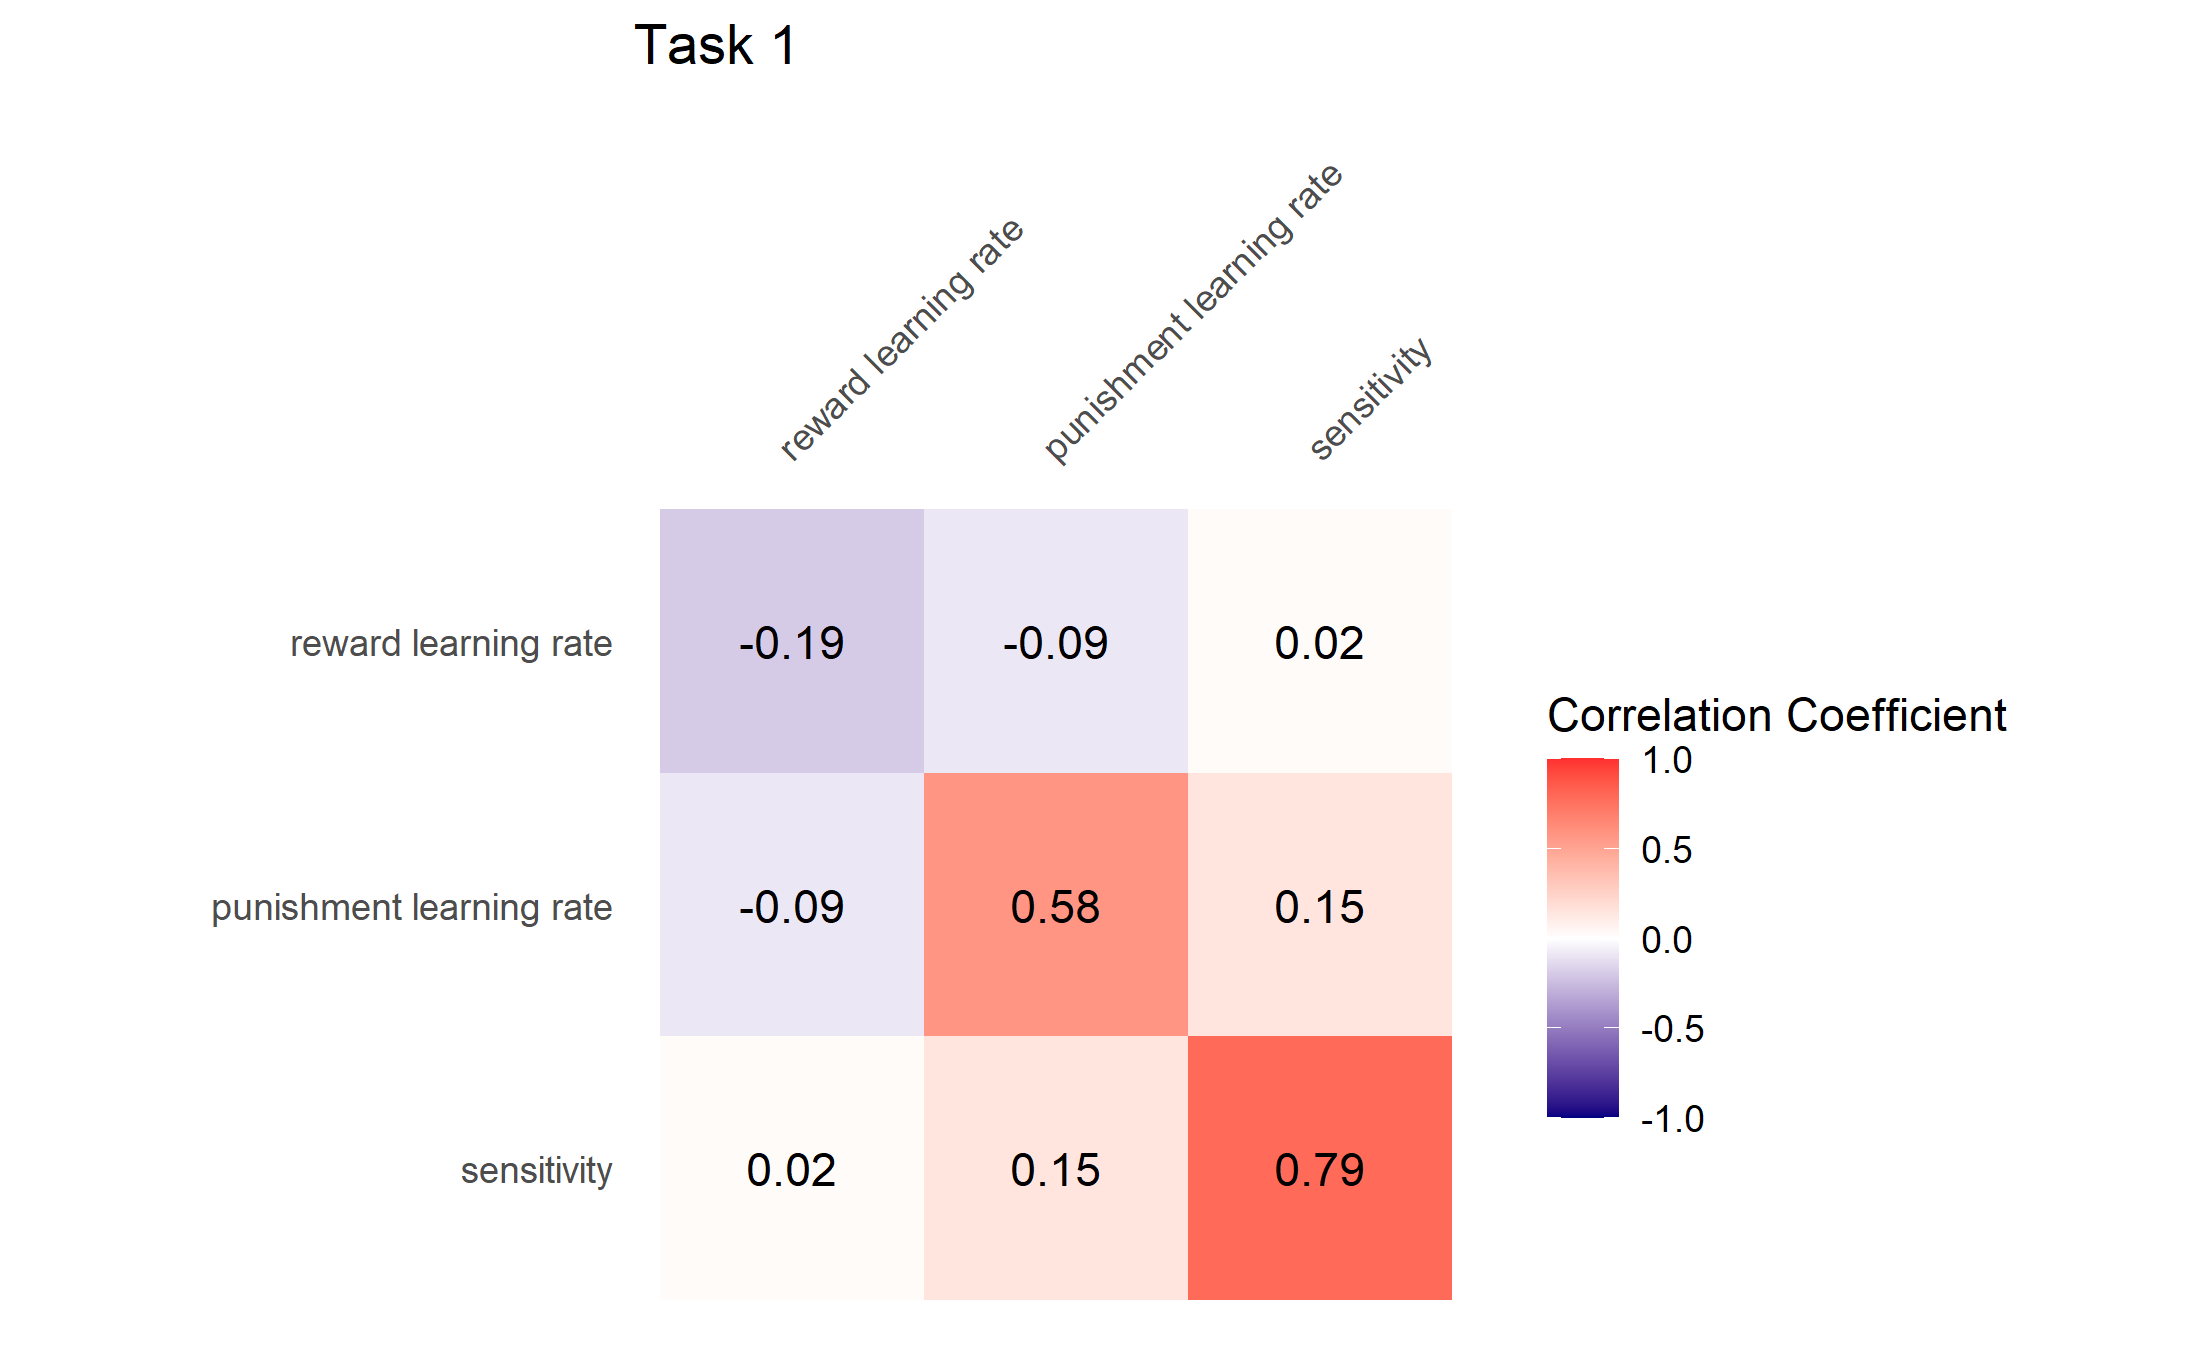 Task 1
reward learning rate
punishment learning rate
sensitivity
reward learning rate
-0.19 -0.09 0.02
punishment learning rate
-0.09 0.58 0.15
sensitivity
0.02 0.15 0.79
Correlation Coefficient
1.0
0.5
0.0
-0.5
-1.0